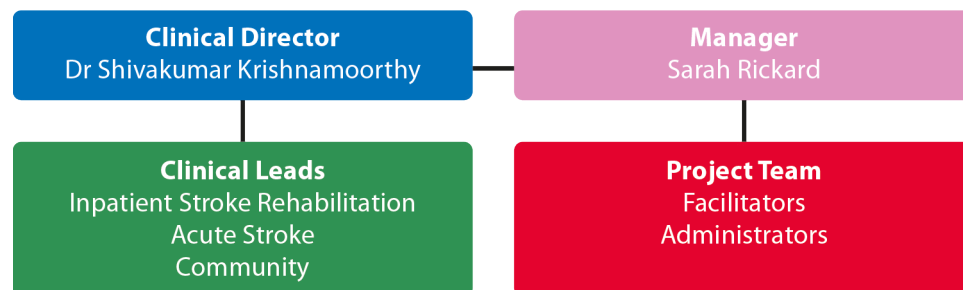 Clinical Director
Dr Shivakumar Krishnamoorthy
Manager
Sarah Rickard
Clinical Leads
Inpatient Stroke Rehabilitation
Acute Stroke
Community
Project Team
Facilitators
Administrators